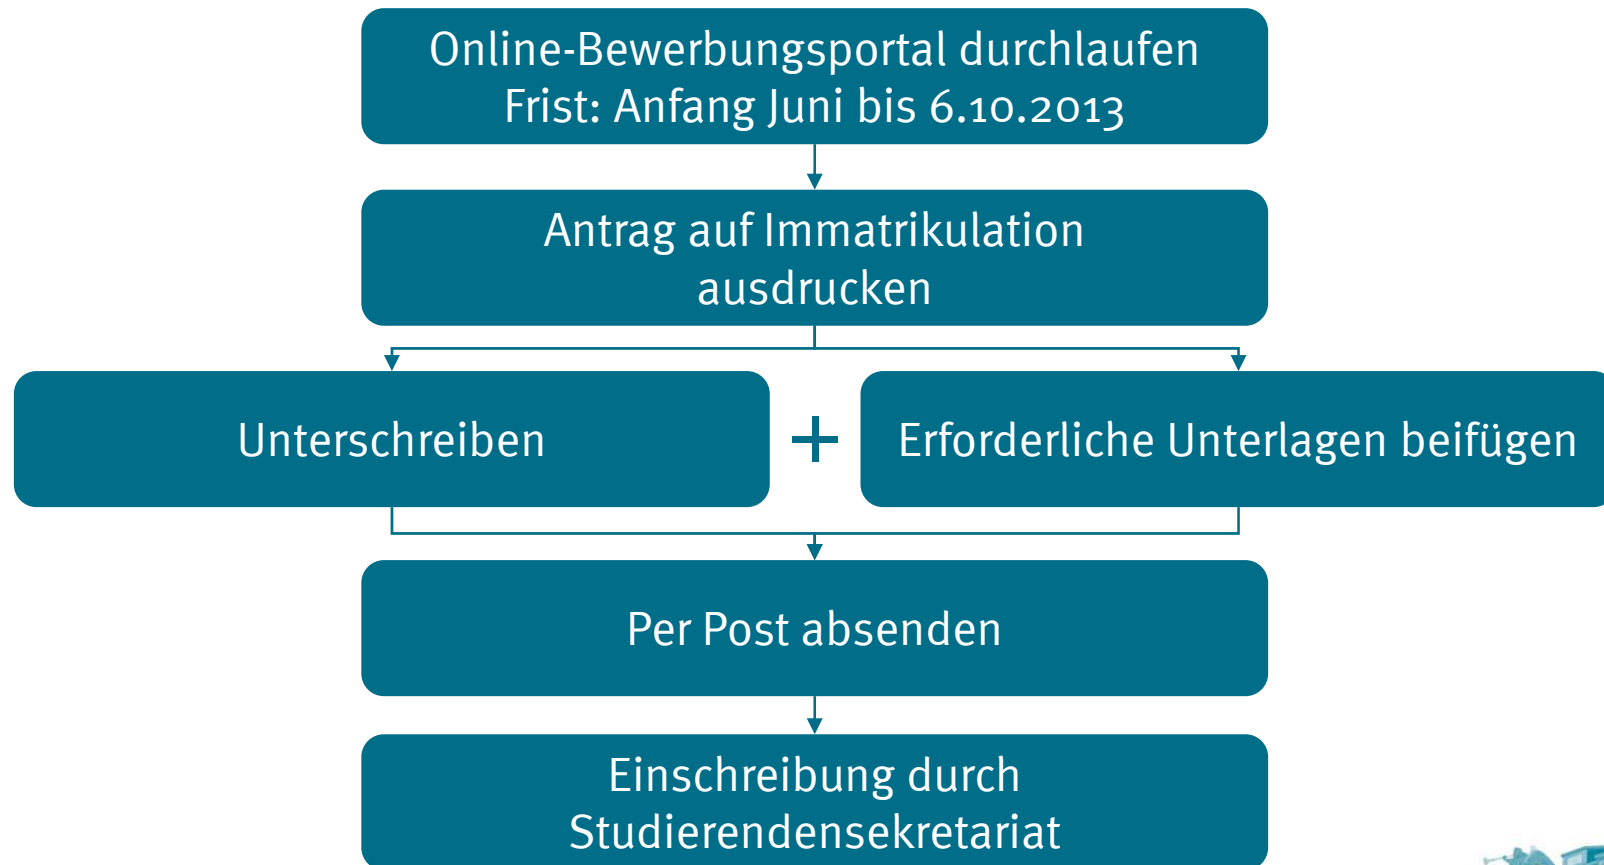 Online-Bewerbungsportal durchlaufen
Frist: Anfang Juni bis 6.10.2013
Antrag auf Immatrikulation
ausdrucken
Unterschreiben
+
Erforderliche Unterlagen beifügen
Per Post absenden
Einschreibung durch
Studierendensekretariat